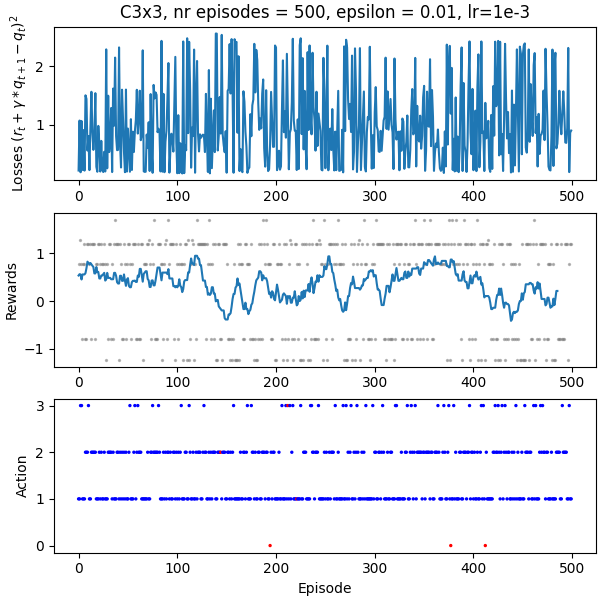 C3x3, nr episodes = 500, epsilon = 0.01, lr=1e-3
Losses (r_t + γ * q_{t+1} − q_t)^2
2
1
0 100 200 300 400 500
Rewards
1
0
−1
0 100 200 300 400 500
Action
3
2
1
0
0 100 200 300 400 500
Episode